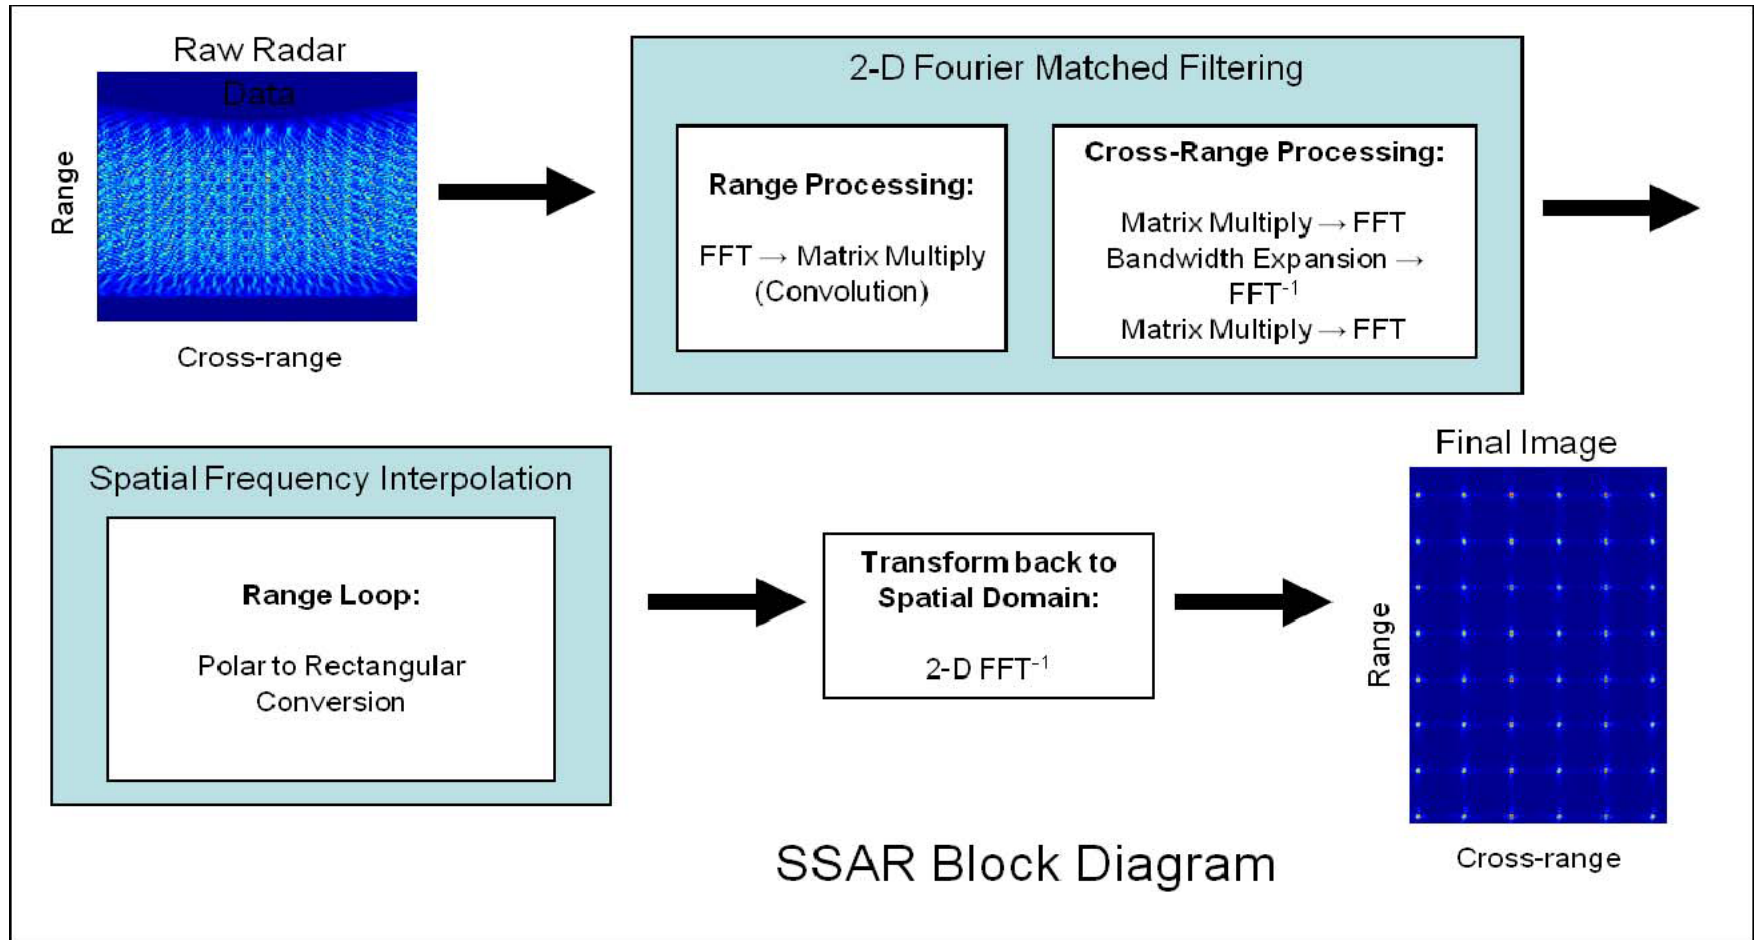 Raw Radar
Data
Range
Cross-range
2-D Fourier Matched Filtering
Range Processing:
FFT → Matrix Multiply
(Convolution)
Cross-Range Processing:
Matrix Multiply → FFT
Bandwidth Expansion →
FFT⁻¹
Matrix Multiply → FFT
Spatial Frequency Interpolation
Range Loop:
Polar to Rectangular
Conversion
Transform back to
Spatial Domain:
2-D FFT⁻¹
Final Image
Range
Cross-range
SSAR Block Diagram